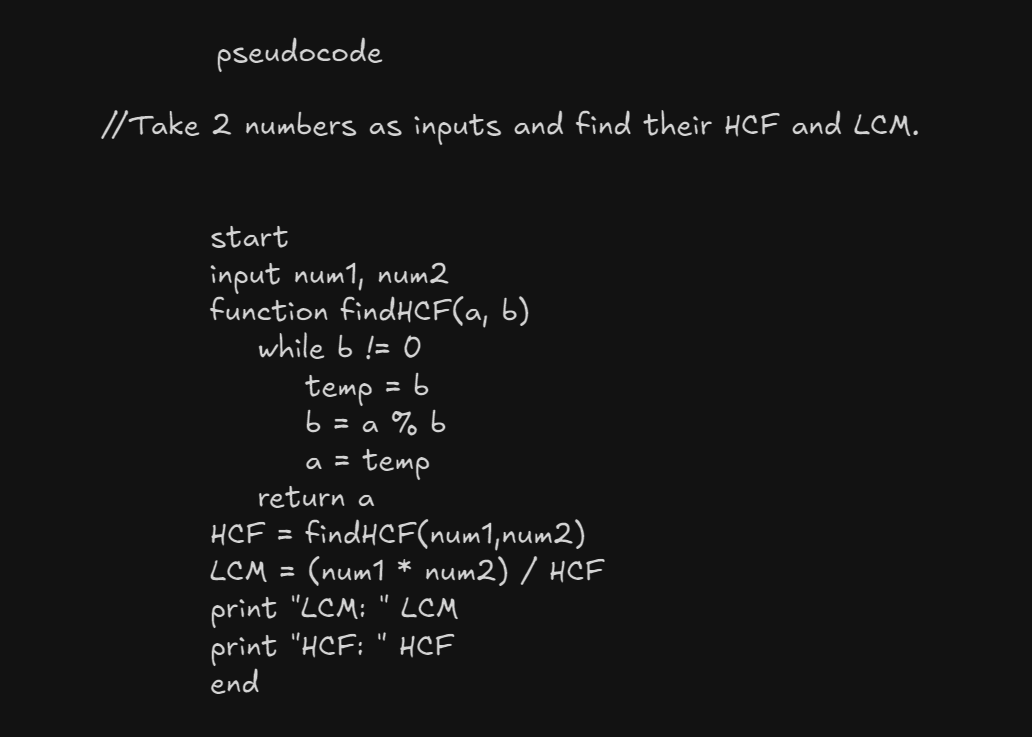 pseudocode
//Take 2 numbers as inputs and find their HCF and LCM.
start
input num1, num2
function findHCF(a, b)
while b != 0
temp = b
b = a % b
a = temp
return a
HCF = findHCF(num1,num2)
LCM = (num1 * num2) / HCF
print "LCM: " LCM
print "HCF: " HCF
end